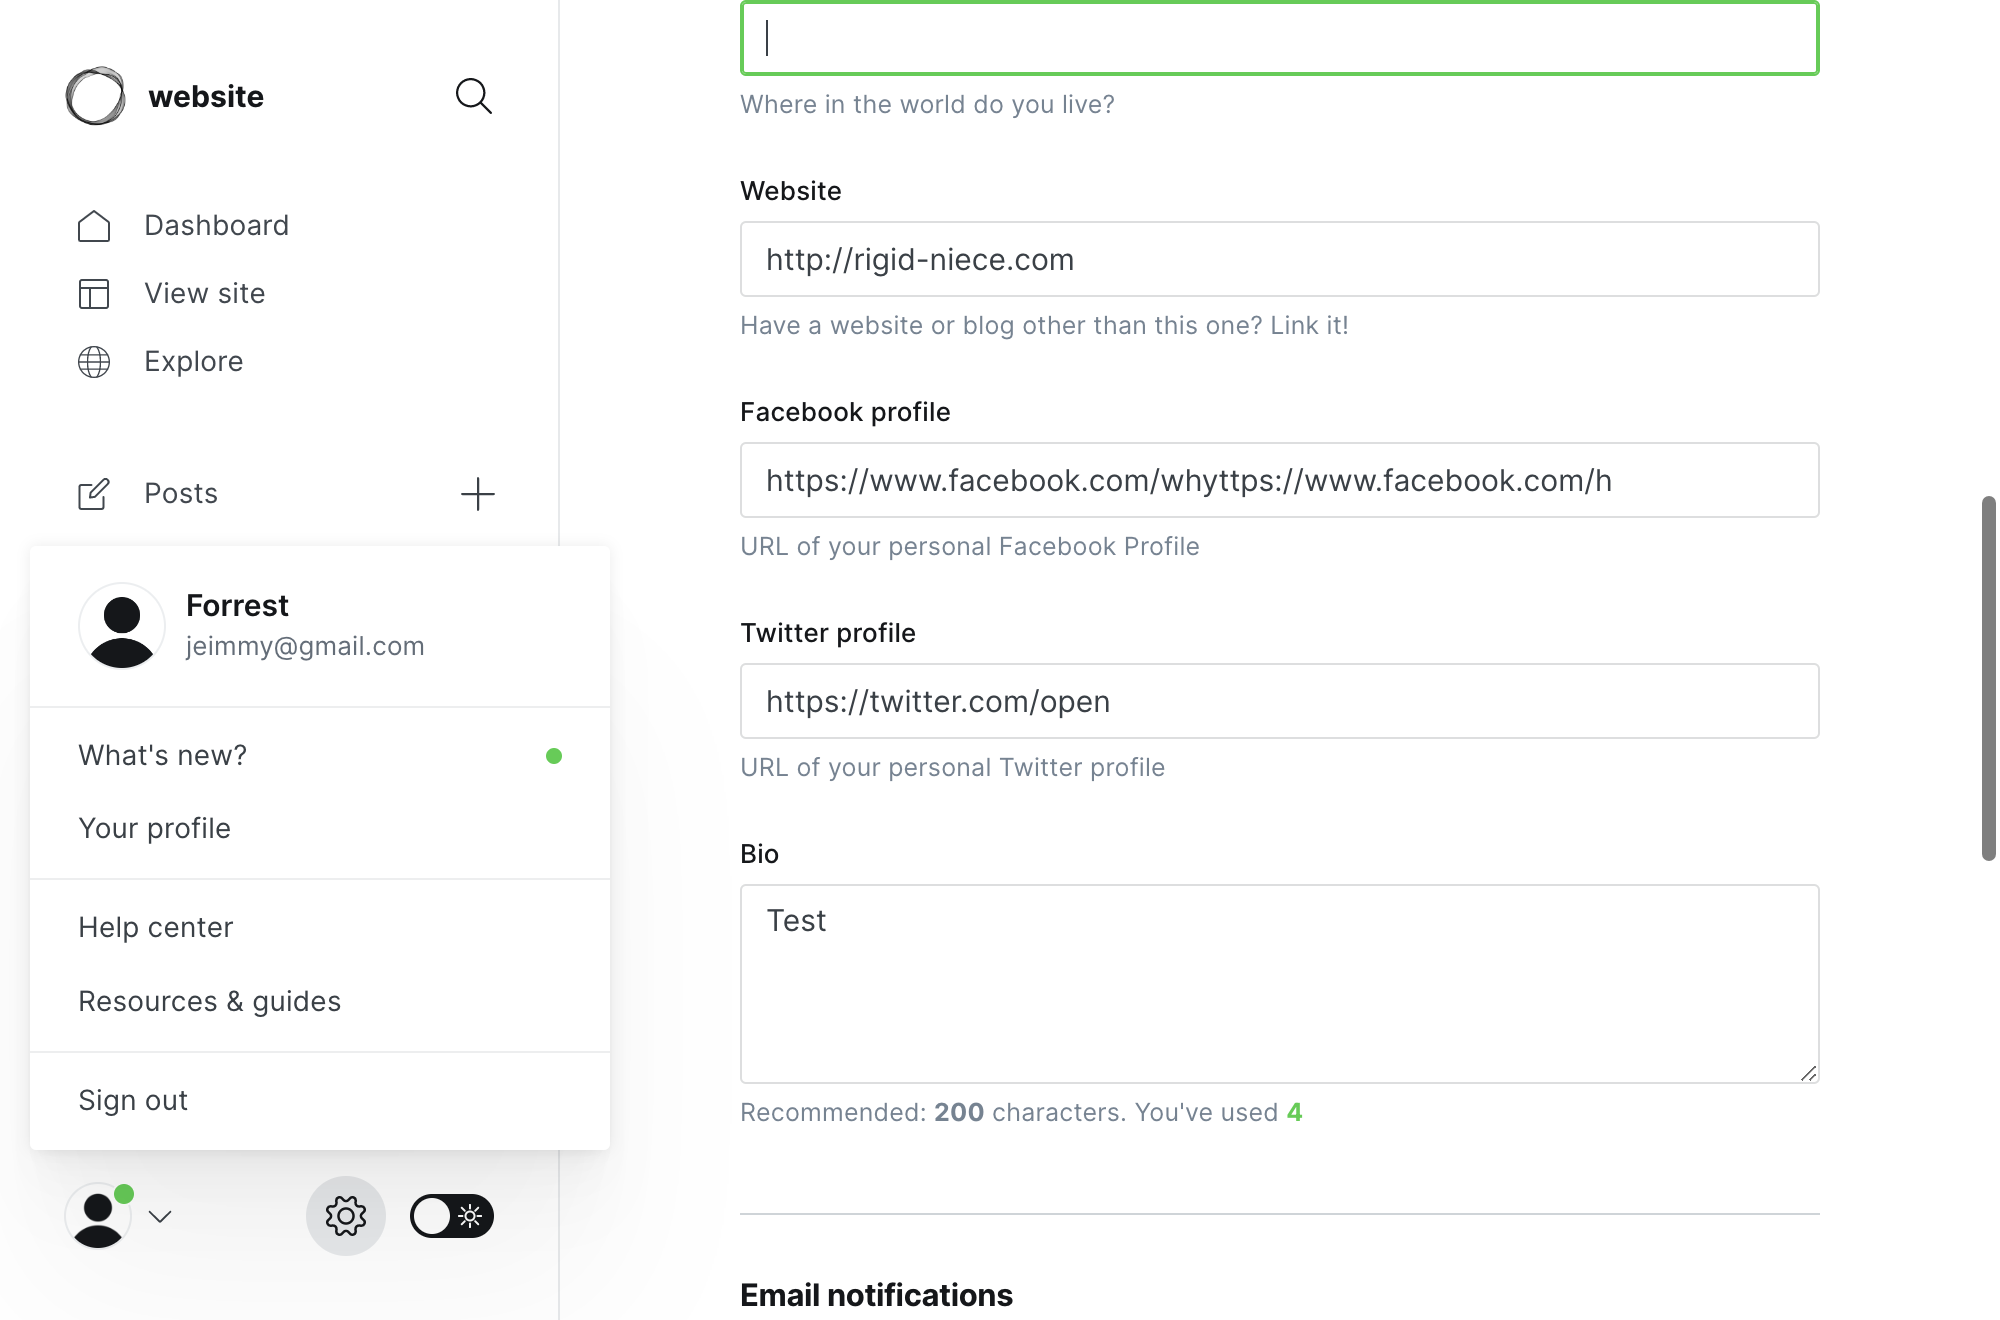 website
Dashboard
View site
Explore
Posts
Forrest
jeimmy@gmail.com
What's new?
Your profile
Help center
Resources & guides
Sign out
Where in the world do you live?
Website
http://rigid-niece.com
Have a website or blog other than this one? Link it!
Facebook profile
https://www.facebook.com/whyttps://www.facebook.com/h
URL of your personal Facebook Profile
Twitter profile
https://twitter.com/open
URL of your personal Twitter profile
Bio
Test
Recommended: 200 characters. You've used 4
Email notifications